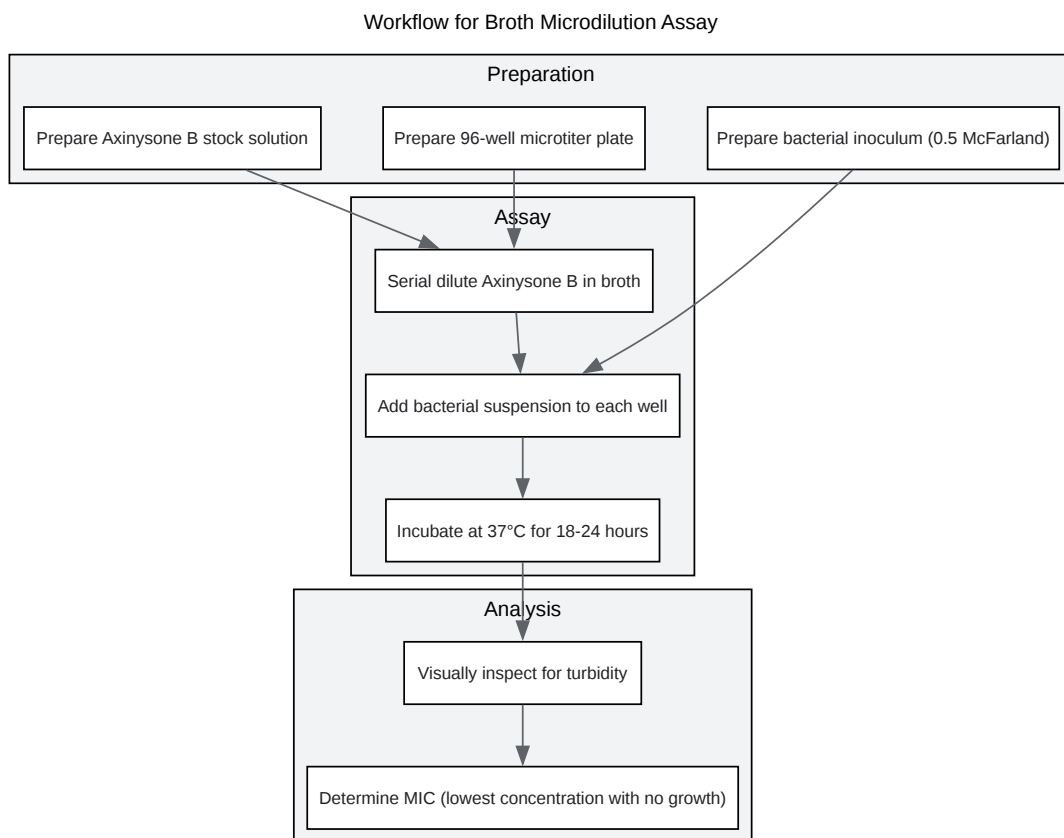 Workflow for Broth Microdilution Assay
Preparation
Prepare Axinysone B stock solution
Prepare 96-well microtiter plate
Prepare bacterial inoculum (0.5 McFarland)
Assay
Serial dilute Axinysone B in broth
Add bacterial suspension to each well
Incubate at 37°C for 18-24 hours
Analysis
Visually inspect for turbidity
Determine MIC (lowest concentration with no growth)